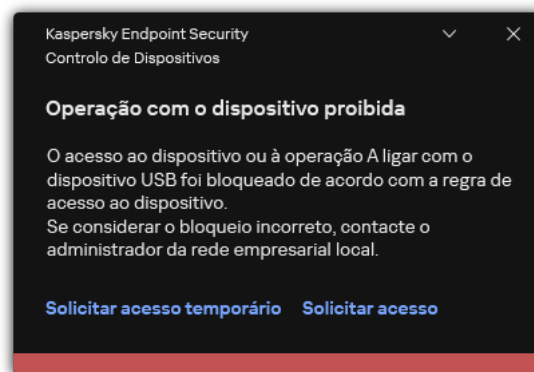 Kaspersky Endpoint Security
Controlo de Dispositivos
Operação com o dispositivo proibida
O acesso ao dispositivo ou à operação A ligar com o
dispositivo USB foi bloqueado de acordo com a regra de
acesso ao dispositivo.
Se considerar o bloqueio incorreto, contacte o
administrador da rede empresarial local.
Solicitar acesso temporário Solicitar acesso